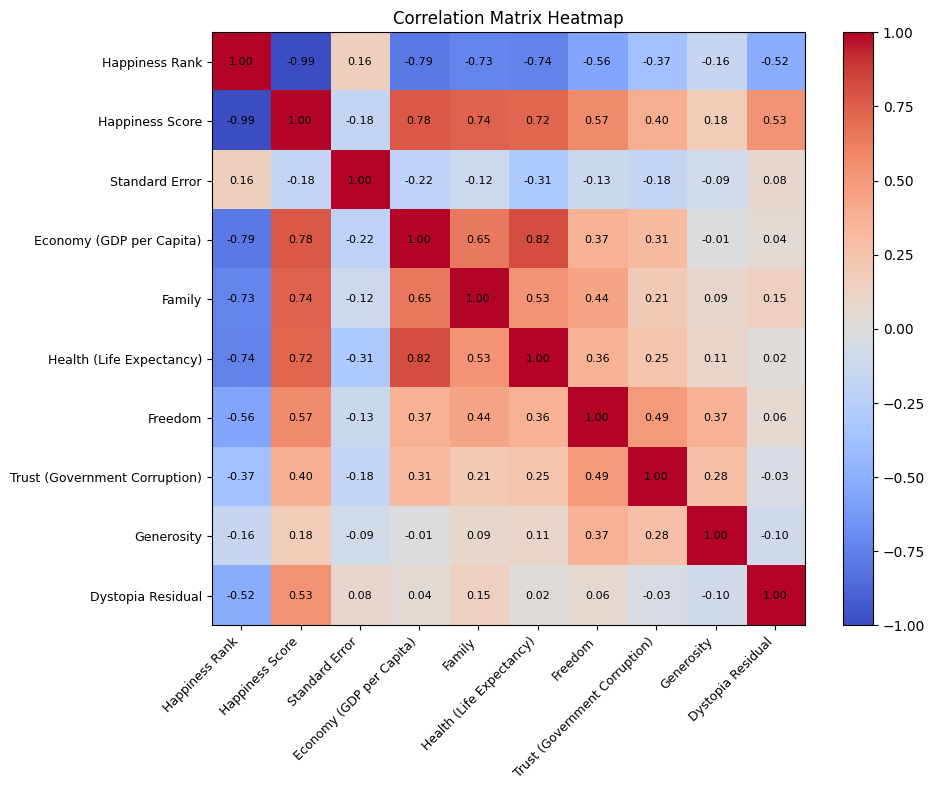 Correlation Matrix Heatmap
Happiness Rank 1.00 -0.99 0.16 -0.79 -0.73 -0.74 -0.56 -0.37 -0.16 -0.52
Happiness Score -0.99 1.00 -0.18 0.78 0.74 0.72 0.57 0.40 0.18 0.53
Standard Error 0.16 -0.18 1.00 -0.22 -0.12 -0.31 -0.13 -0.18 -0.09 0.08
Economy (GDP per Capita) -0.79 0.78 -0.22 1.00 0.65 0.82 0.37 0.31 -0.01 0.04
Family -0.73 0.74 -0.12 0.65 1.00 0.53 0.44 0.21 0.09 0.15
Health (Life Expectancy) -0.74 0.72 -0.31 0.82 0.53 1.00 0.36 0.25 0.11 0.02
Freedom -0.56 0.57 -0.13 0.37 0.44 0.36 1.00 0.49 0.37 0.06
Trust (Government Corruption) -0.37 0.40 -0.18 0.31 0.21 0.25 0.49 1.00 0.28 -0.03
Generosity -0.16 0.18 -0.09 -0.01 0.09 0.11 0.37 0.28 1.00 -0.10
Dystopia Residual -0.52 0.53 0.08 0.04 0.15 0.02 0.06 -0.03 -0.10 1.00
Happiness Rank
Happiness Score
Standard Error
Economy (GDP per Capita)
Family
Health (Life Expectancy)
Freedom
Trust (Government Corruption)
Generosity
Dystopia Residual
1.00
0.75
0.50
0.25
0.00
−0.25
−0.50
−0.75
−1.00